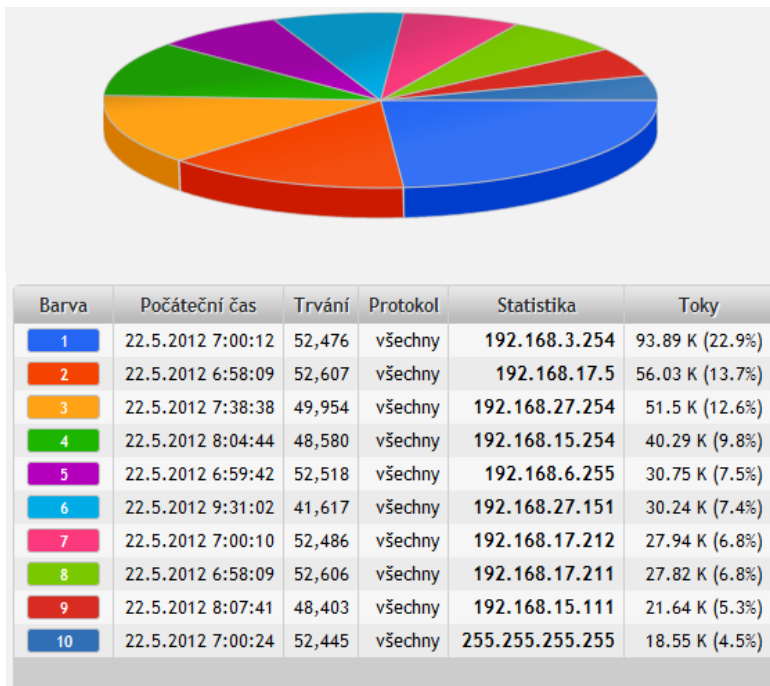 Barva Počáteční čas Trvání Protokol Statistika Toky
1 22.5.2012 7:00:12 52,476 všechny 192.168.3.254 93.89 K (22.9%)
2 22.5.2012 6:58:09 52,607 všechny 192.168.17.5 56.03 K (13.7%)
3 22.5.2012 7:38:38 49,954 všechny 192.168.27.254 51.5 K (12.6%)
4 22.5.2012 8:04:44 48,580 všechny 192.168.15.254 40.29 K (9.8%)
5 22.5.2012 6:59:42 52,518 všechny 192.168.6.255 30.75 K (7.5%)
6 22.5.2012 9:31:02 41,617 všechny 192.168.27.151 30.24 K (7.4%)
7 22.5.2012 7:00:10 52,486 všechny 192.168.17.212 27.94 K (6.8%)
8 22.5.2012 6:58:09 52,606 všechny 192.168.17.211 27.82 K (6.8%)
9 22.5.2012 8:07:41 48,403 všechny 192.168.15.111 21.64 K (5.3%)
10 22.5.2012 7:00:24 52,445 všechny 255.255.255.255 18.55 K (4.5%)